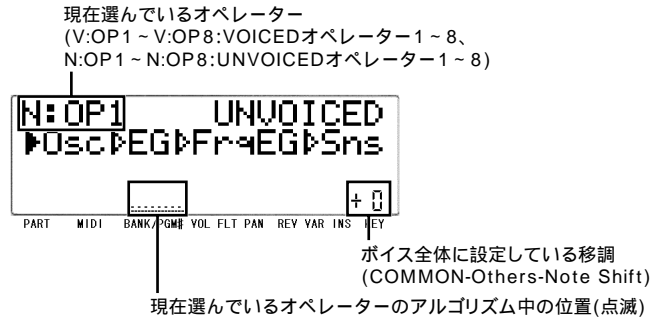 現在選んでいるオペレーター
(V:OP1~V:OP8:VOICEDオペレーター1~8、
N:OP1~N:OP8:UNVOICEDオペレーター1~8)
N:OP1 UNVOICED
▶Osc▷EG▷FrqEG▷Sns
+ 0
PART MIDI BANK/PGM# VOL FLT PAN REV VAR INS KEY
ボイス全体に設定している移調
(COMMON-Others-Note Shift)
現在選んでいるオペレーターのアルゴリズム中の位置(点滅)